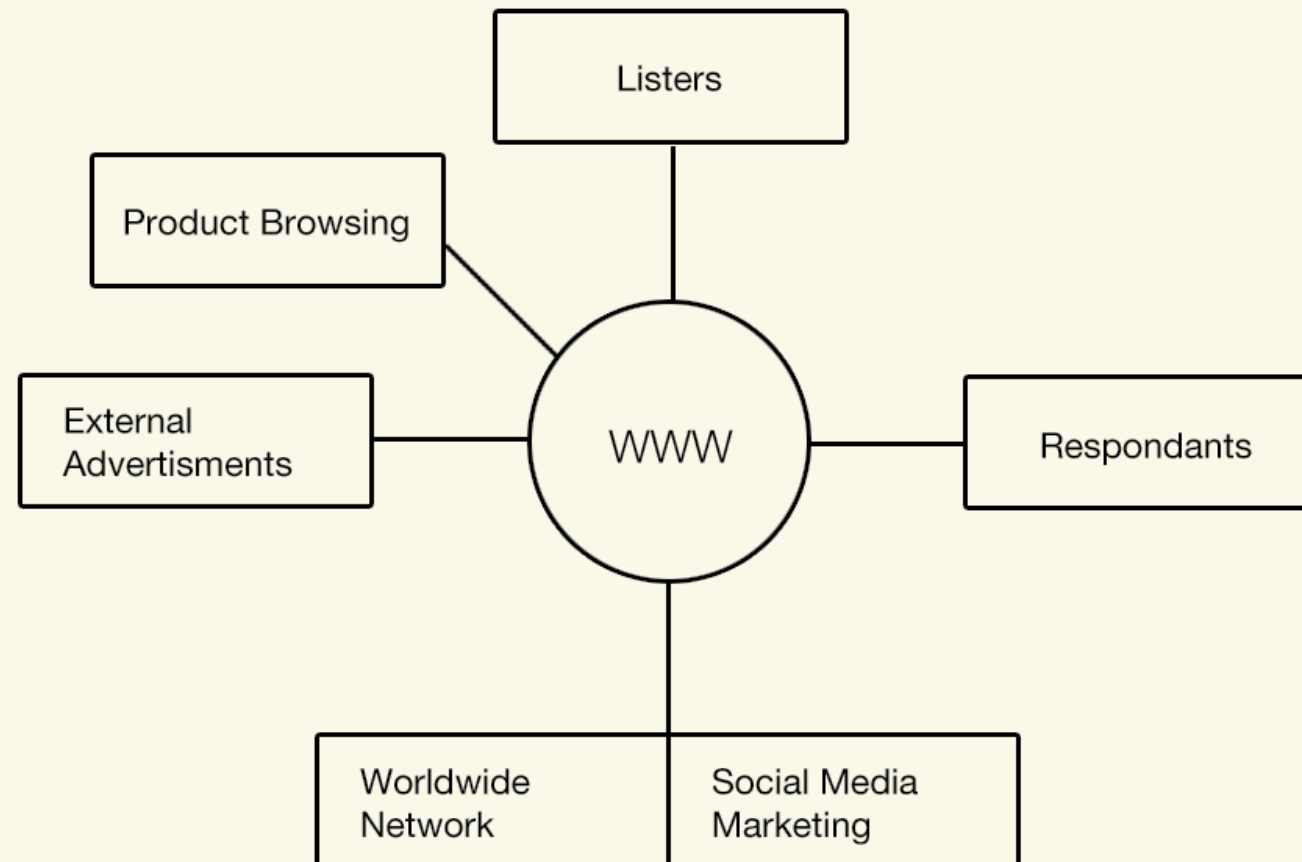 Listers
Product Browsing
External
Advertisments
WWW
Respondants
Worldwide
Network
Social Media
Marketing